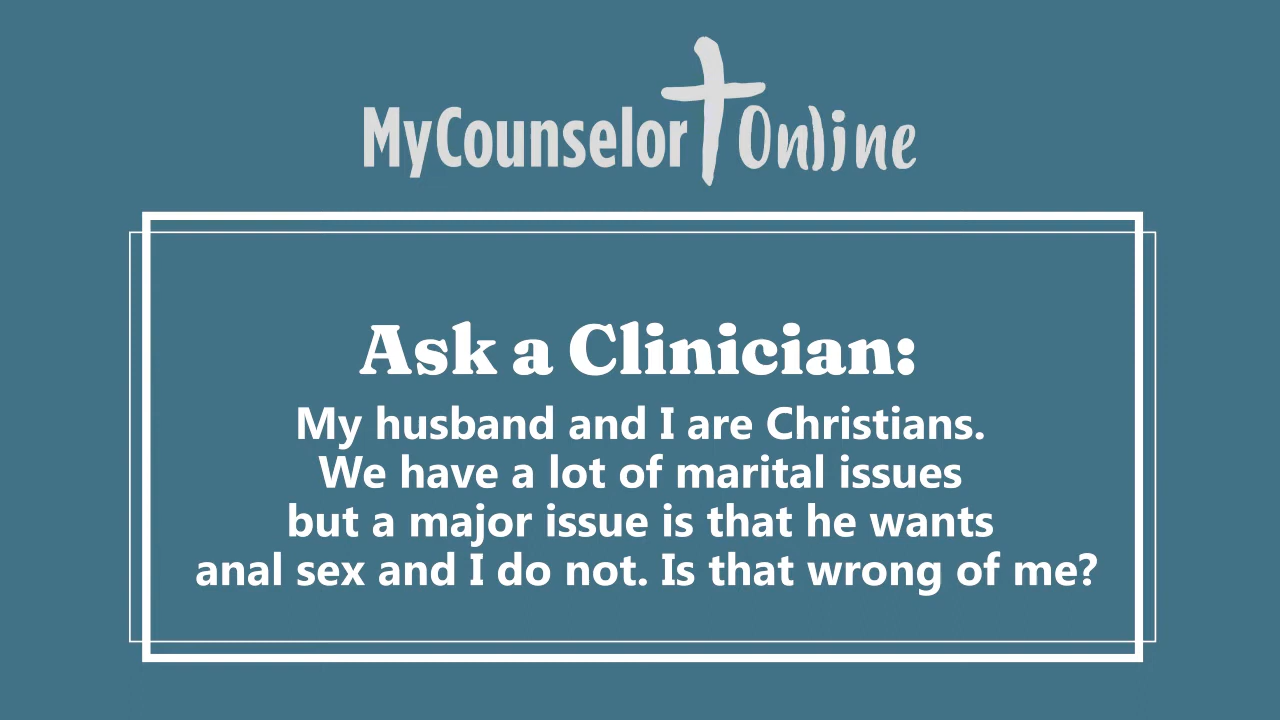 MyCounselor Online
Ask a Clinician:
My husband and I are Christians.
We have a lot of marital issues
but a major issue is that he wants
anal sex and I do not. Is that wrong of me?